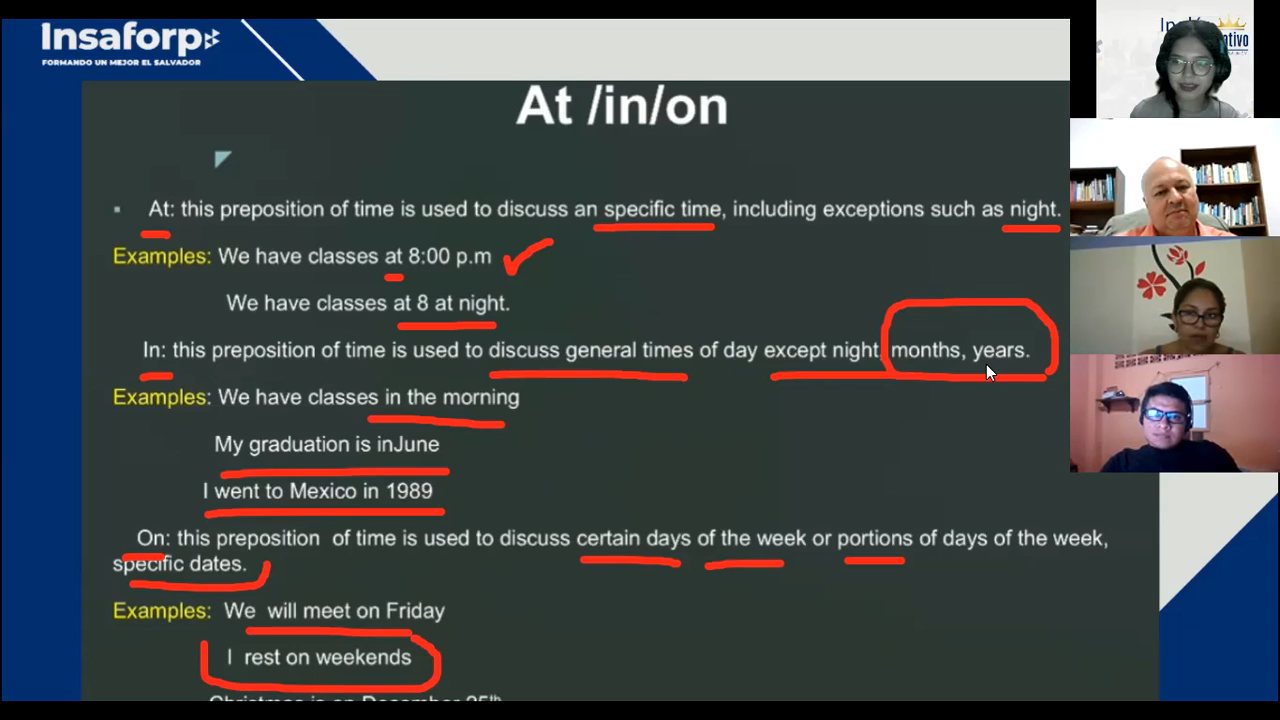 Insaforp
FORMANDO UN MEJOR EL SALVADOR
At /in/on
At: this preposition of time is used to discuss an specific time, including exceptions such as night.
Examples: We have classes at 8:00 p.m
We have classes at 8 at night.
In: this preposition of time is used to discuss general times of day except night, months, years.
Examples: We have classes in the morning
My graduation is inJune
I went to Mexico in 1989
On: this preposition of time is used to discuss certain days of the week or portions of days of the week,
specific dates.
Examples: We will meet on Friday
I rest on weekends
Christmas is on December 25th